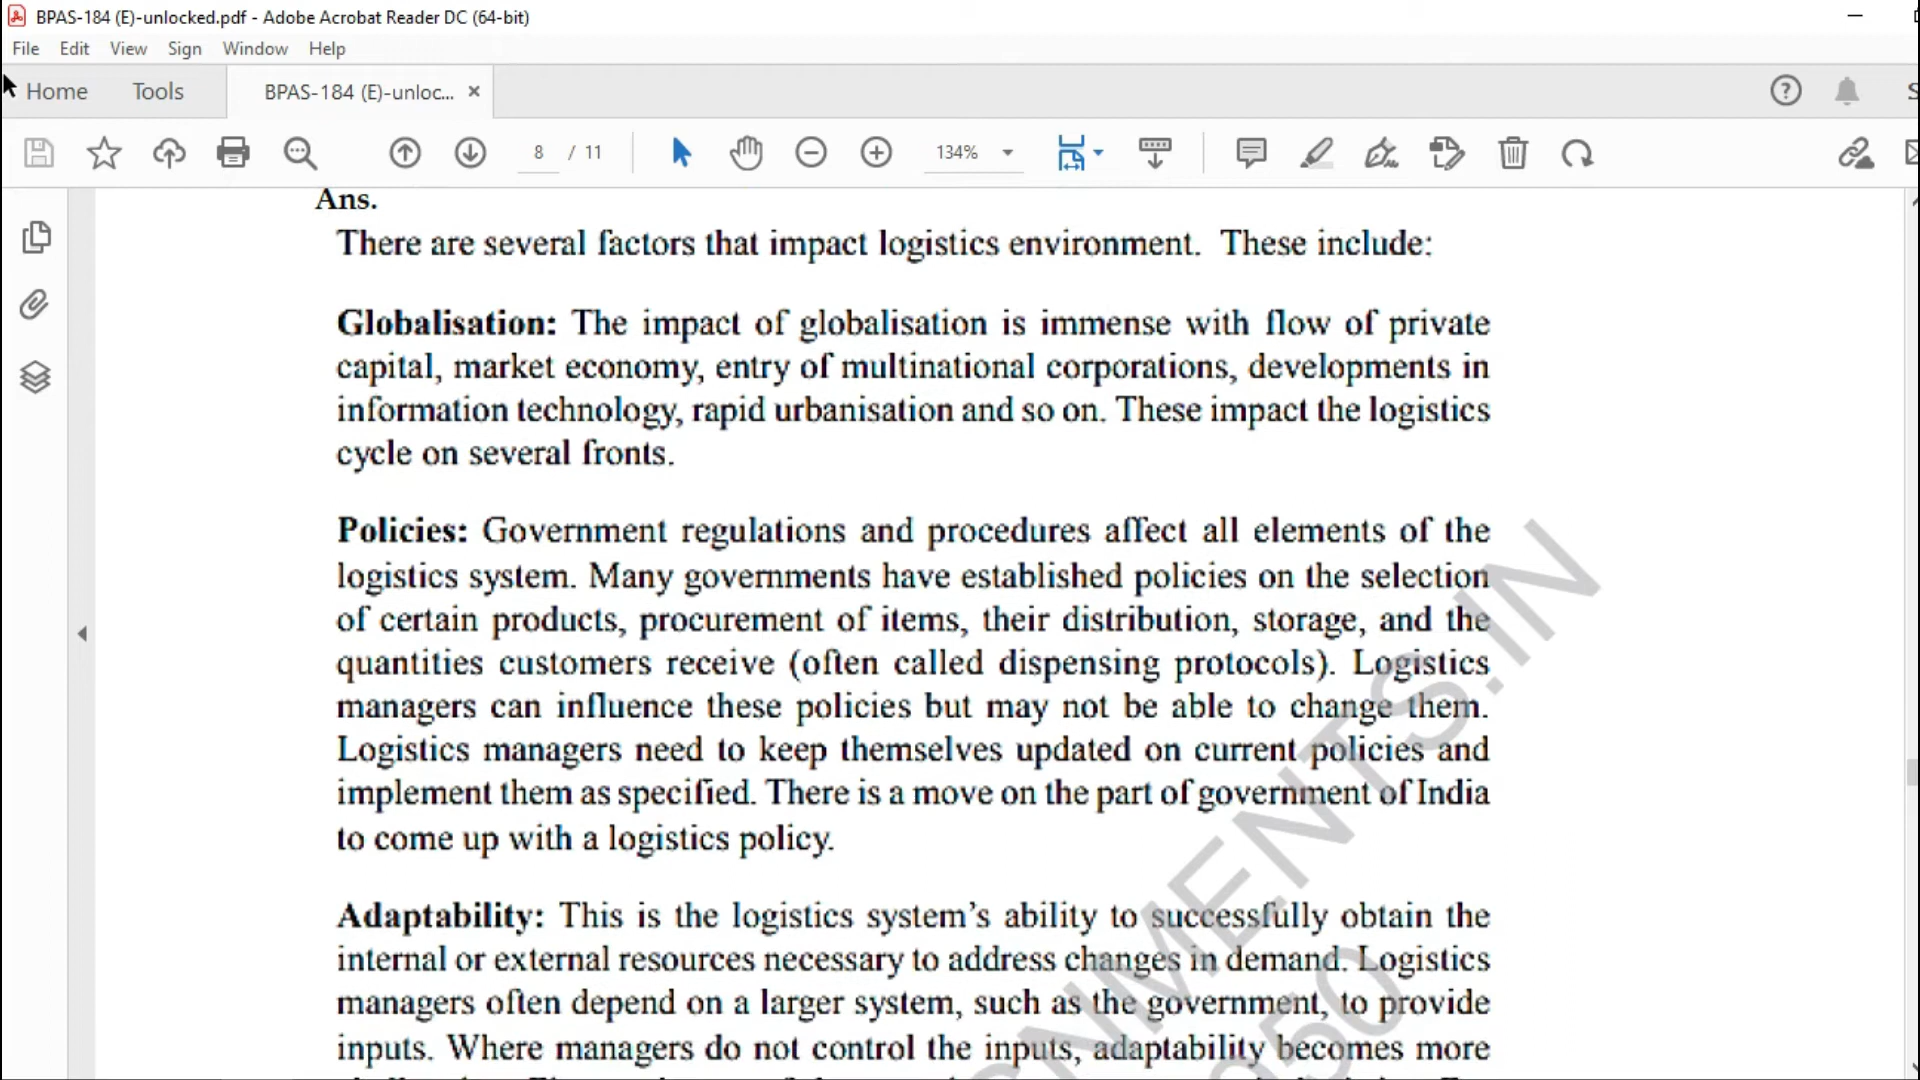 BPAS-184 (E)-unlocked.pdf - Adobe Acrobat Reader DC (64-bit)
File Edit View Sign Window Help
Home Tools BPAS-184 (E)-unloc... ×
8 / 11 134%
Ans.
There are several factors that impact logistics environment. These include:
Globalisation: The impact of globalisation is immense with flow of private
capital, market economy, entry of multinational corporations, developments in
information technology, rapid urbanisation and so on. These impact the logistics
cycle on several fronts.
Policies: Government regulations and procedures affect all elements of the
logistics system. Many governments have established policies on the selection
of certain products, procurement of items, their distribution, storage, and the
quantities customers receive (often called dispensing protocols). Logistics
managers can influence these policies but may not be able to change them.
Logistics managers need to keep themselves updated on current policies and
implement them as specified. There is a move on the part of government of India
to come up with a logistics policy.
Adaptability: This is the logistics system's ability to successfully obtain the
internal or external resources necessary to address changes in demand. Logistics
managers often depend on a larger system, such as the government, to provide
inputs. Where managers do not control the inputs, adaptability becomes more